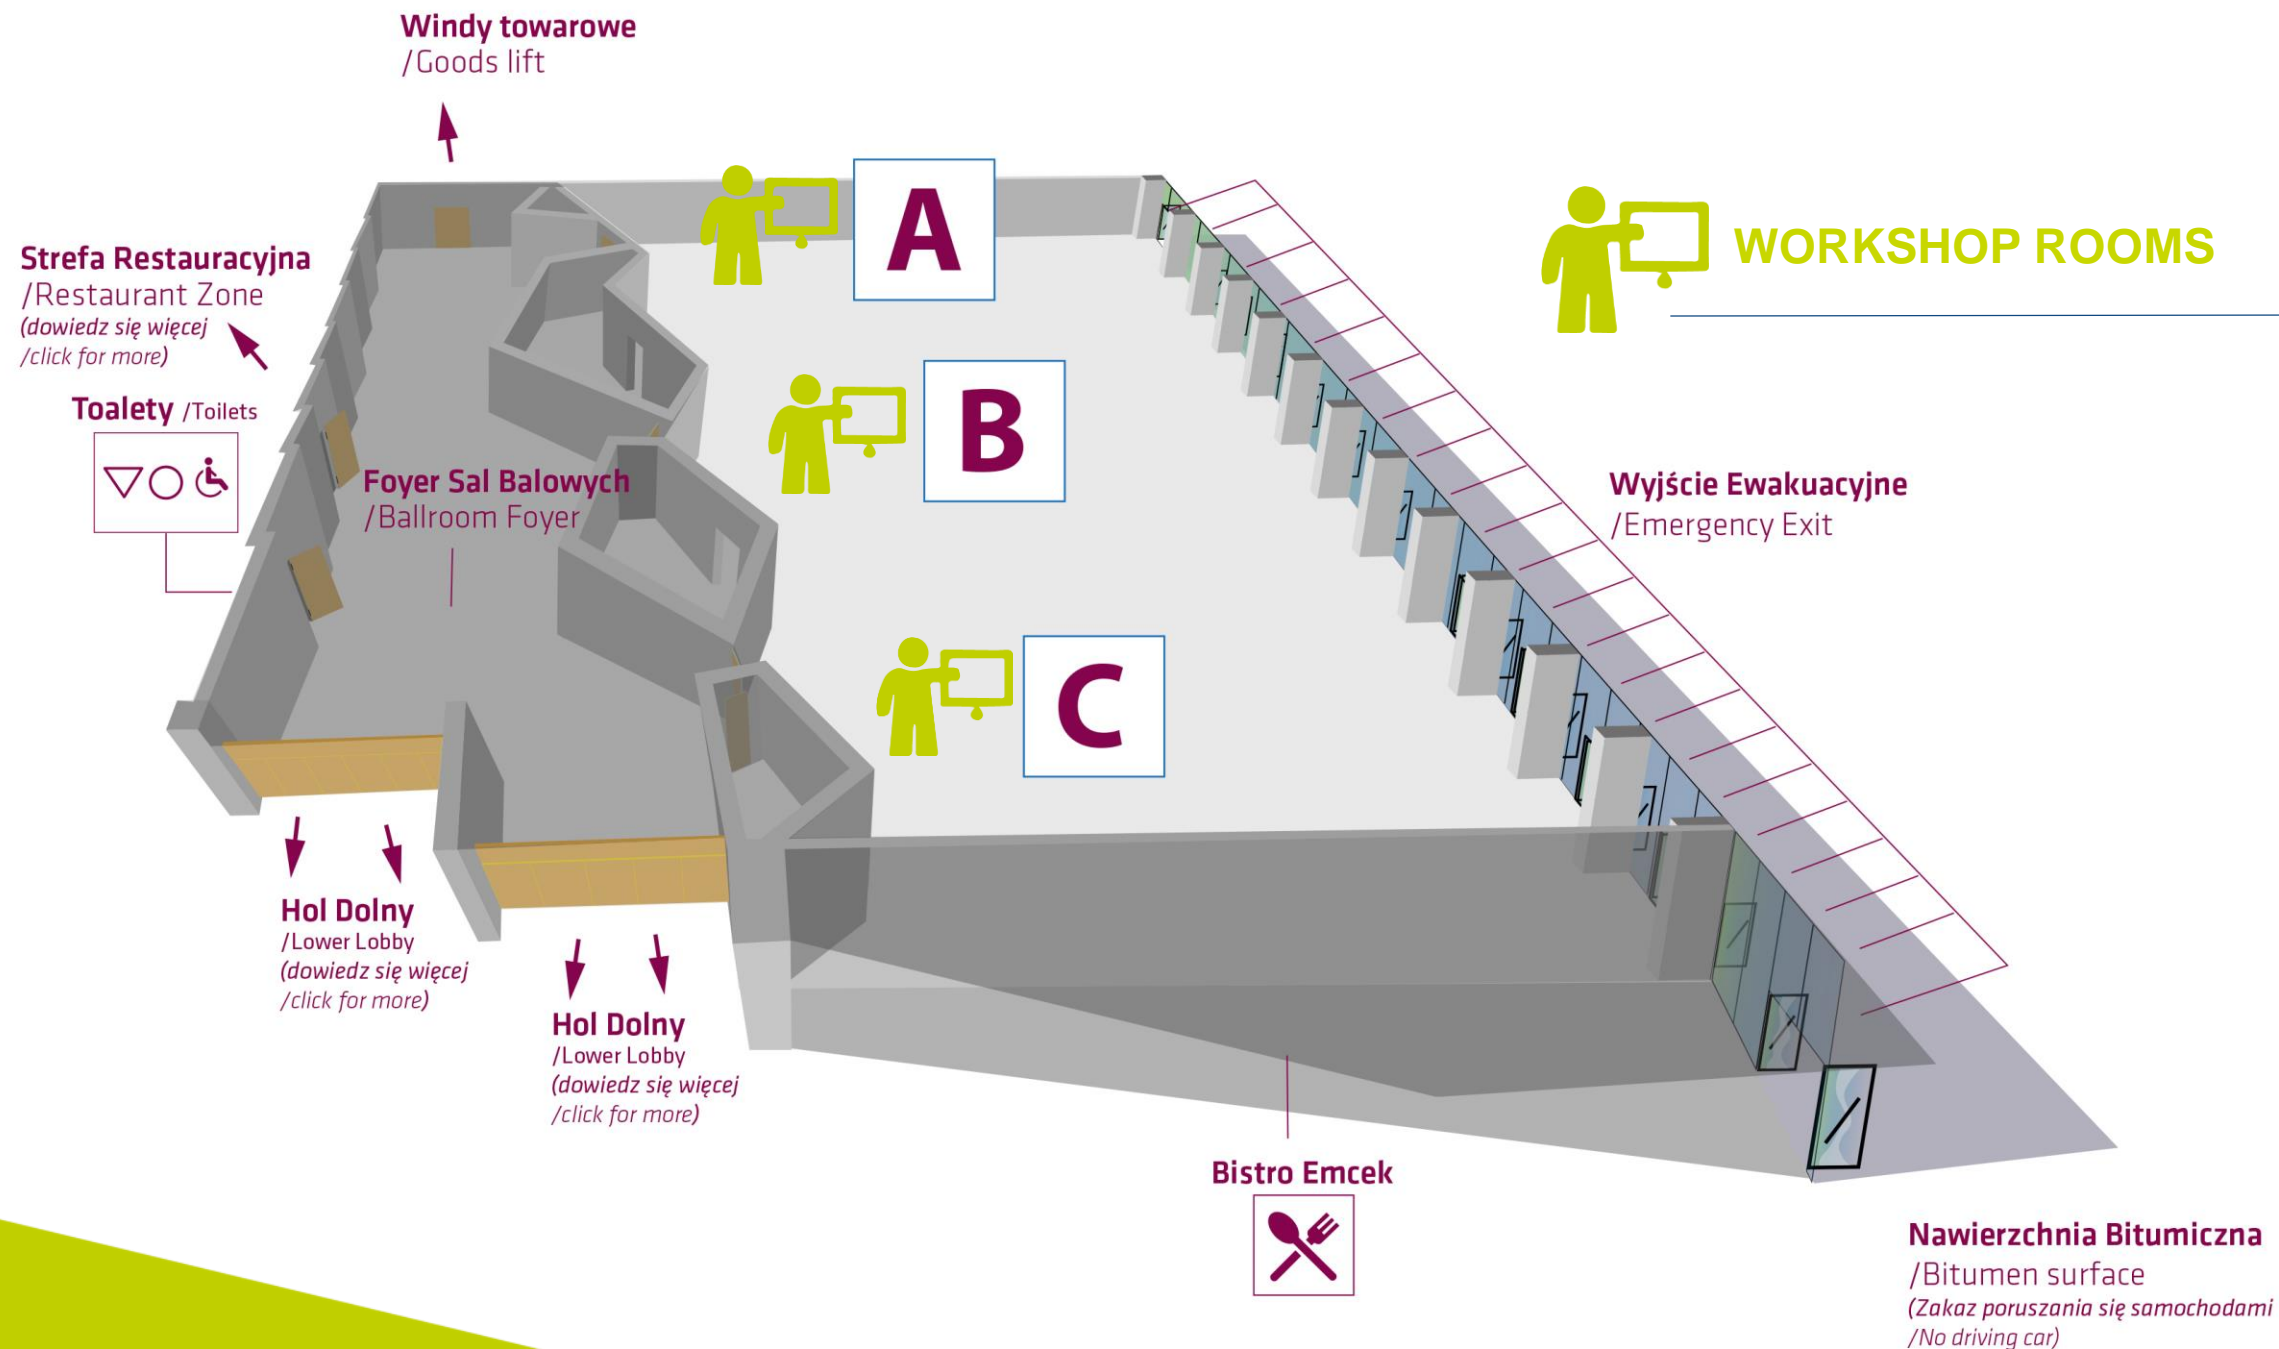 Windy towarowe
/Goods lift
A
WORKSHOP ROOMS
Strefa Restauracyjna
/Restaurant Zone
(dowiedz się więcej
/click for more)
Toalety /Toilets
B
Foyer Sal Balowych
/Ballroom Foyer
Wyjście Ewakuacyjne
/Emergency Exit
C
Hol Dolny
/Lower Lobby
(dowiedz się więcej
/click for more)
Hol Dolny
/Lower Lobby
(dowiedz się więcej
/click for more)
Bistro Emcek
Nawierzchnia Bitumiczna
/Bitumen surface
(Zakaz poruszania się samochodami
/No driving car)